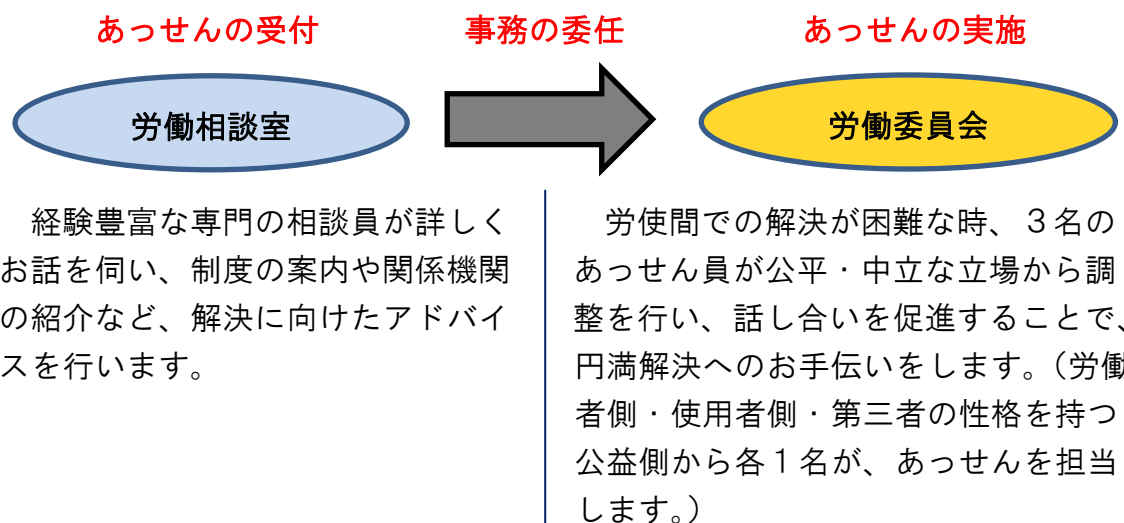 あっせんの受付
事務の委任
あっせんの実施
労働相談室
労働委員会
経験豊富な専門の相談員が詳しく
お話を伺い、制度の案内や関係機関
の紹介など、解決に向けたアドバイ
スを行います。
労使間での解決が困難な時、３名の
あっせん員が公平・中立な立場から調
整を行い、話し合いを促進することで、
円満解決へのお手伝いをします。（労働
者側・使用者側・第三者の性格を持つ
公益側から各１名が、あっせんを担当
します。）